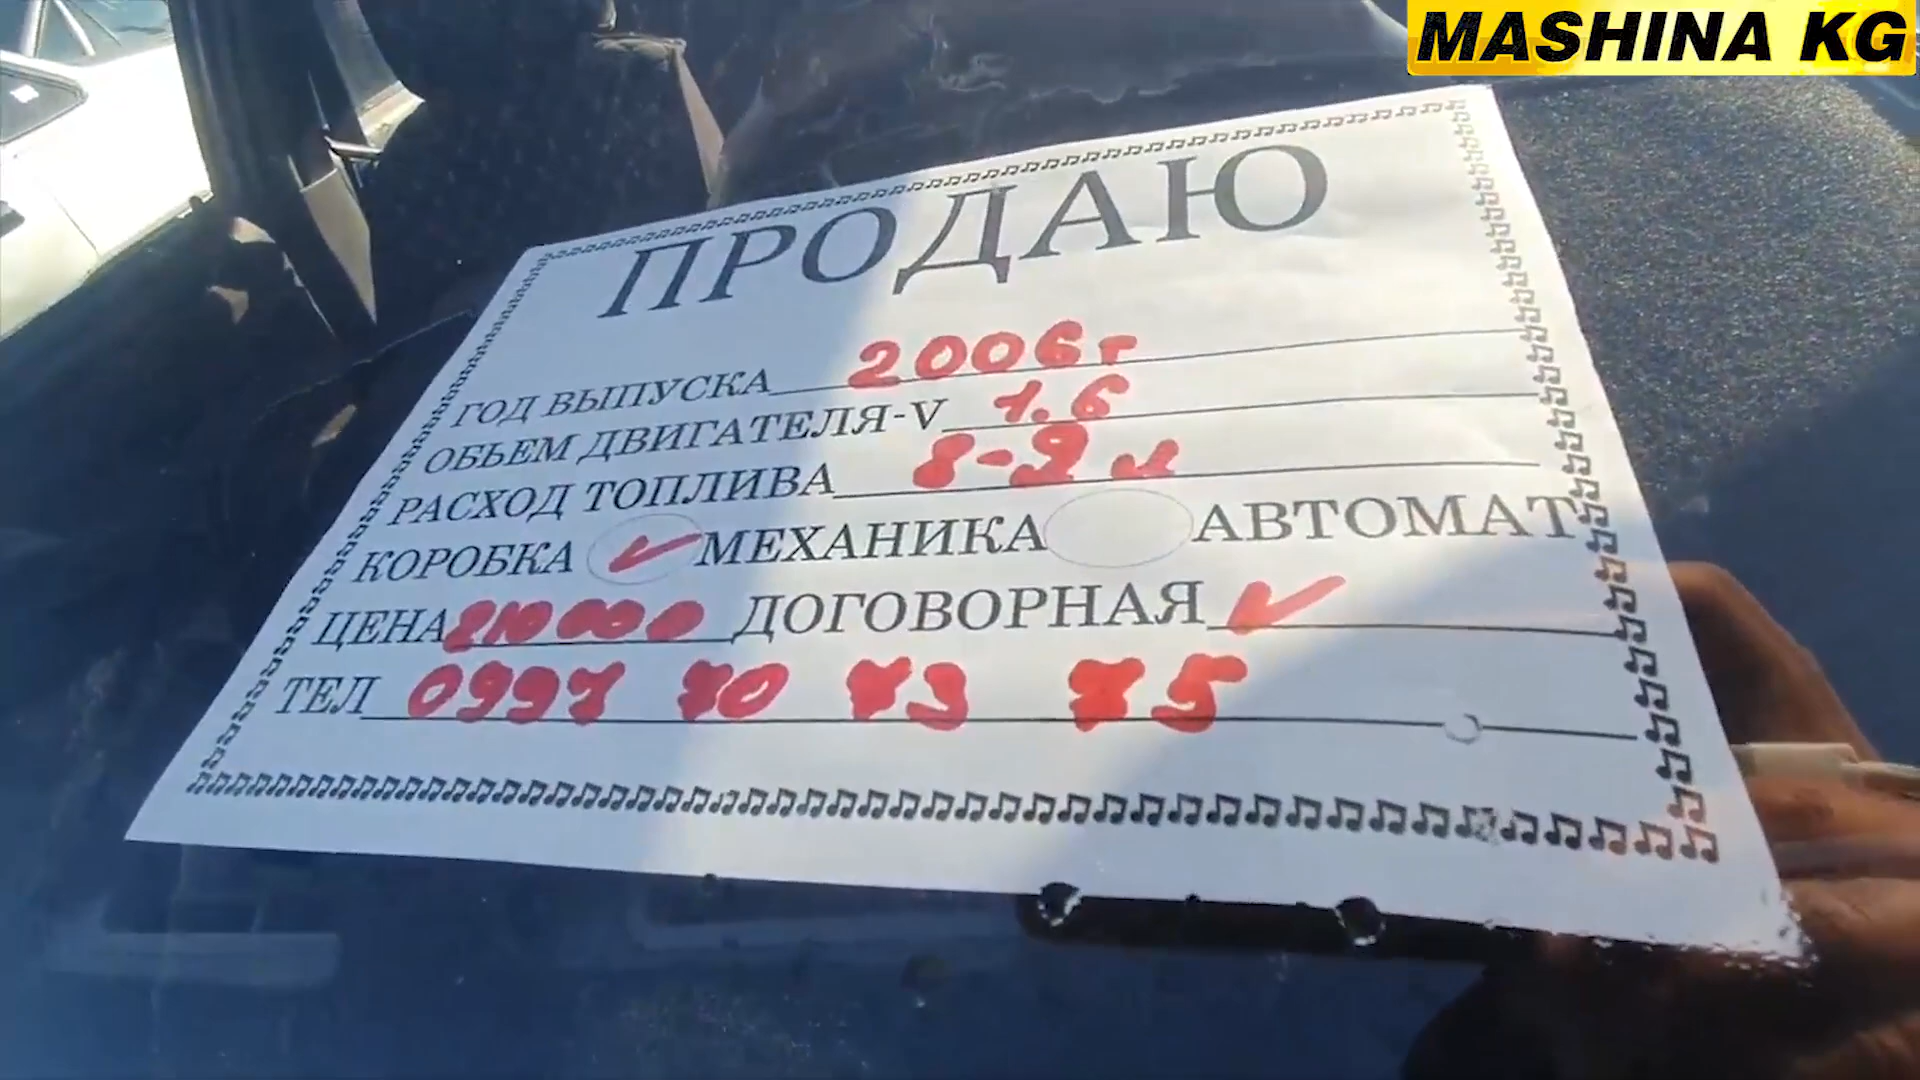 MASHINA KG
ПРОДАЮ
ГОД ВЫПУСКА 2006г
ОБЬЕМ ДВИГАТЕЛЯ-V 1.6
РАСХОД ТОПЛИВА 8-9 л
КОРОБКА МЕХАНИКА АВТОМАТ
ЦЕНА 210000 ДОГОВОРНАЯ
ТЕЛ 0997 70 73 75